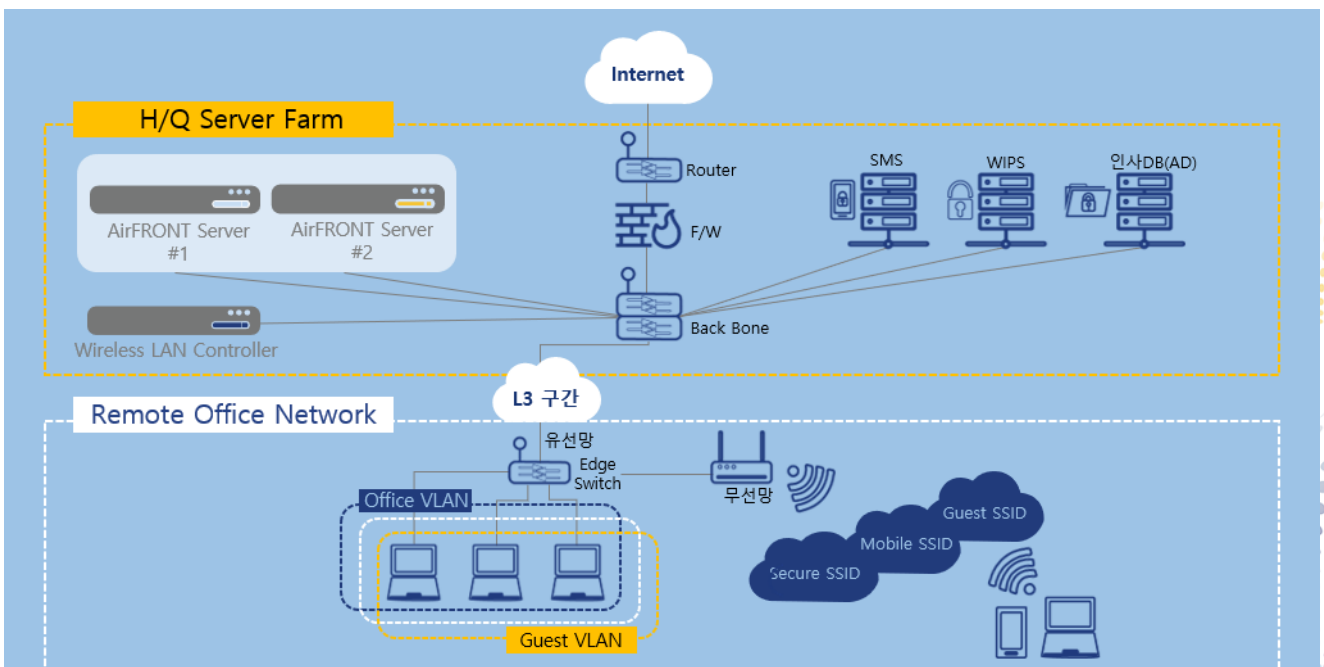 Internet
H/Q Server Farm
Router
F/W
SMS
WIPS
인사DB(AD)
AirFRONT Server
#1
AirFRONT Server
#2
Back Bone
Wireless LAN Controller
L3 구간
Remote Office Network
유선망
Edge
Switch
무선망
Office VLAN
Guest SSID
Mobile SSID
Secure SSID
Guest VLAN